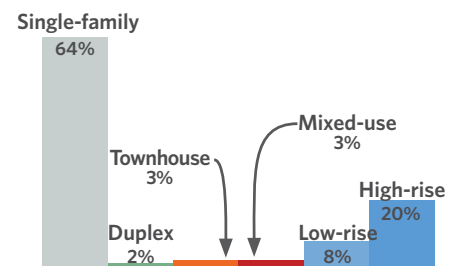 Single-family
64%
Townhouse
3%
Mixed-use
3%
High-rise
20%
Duplex
2%
Low-rise
8%